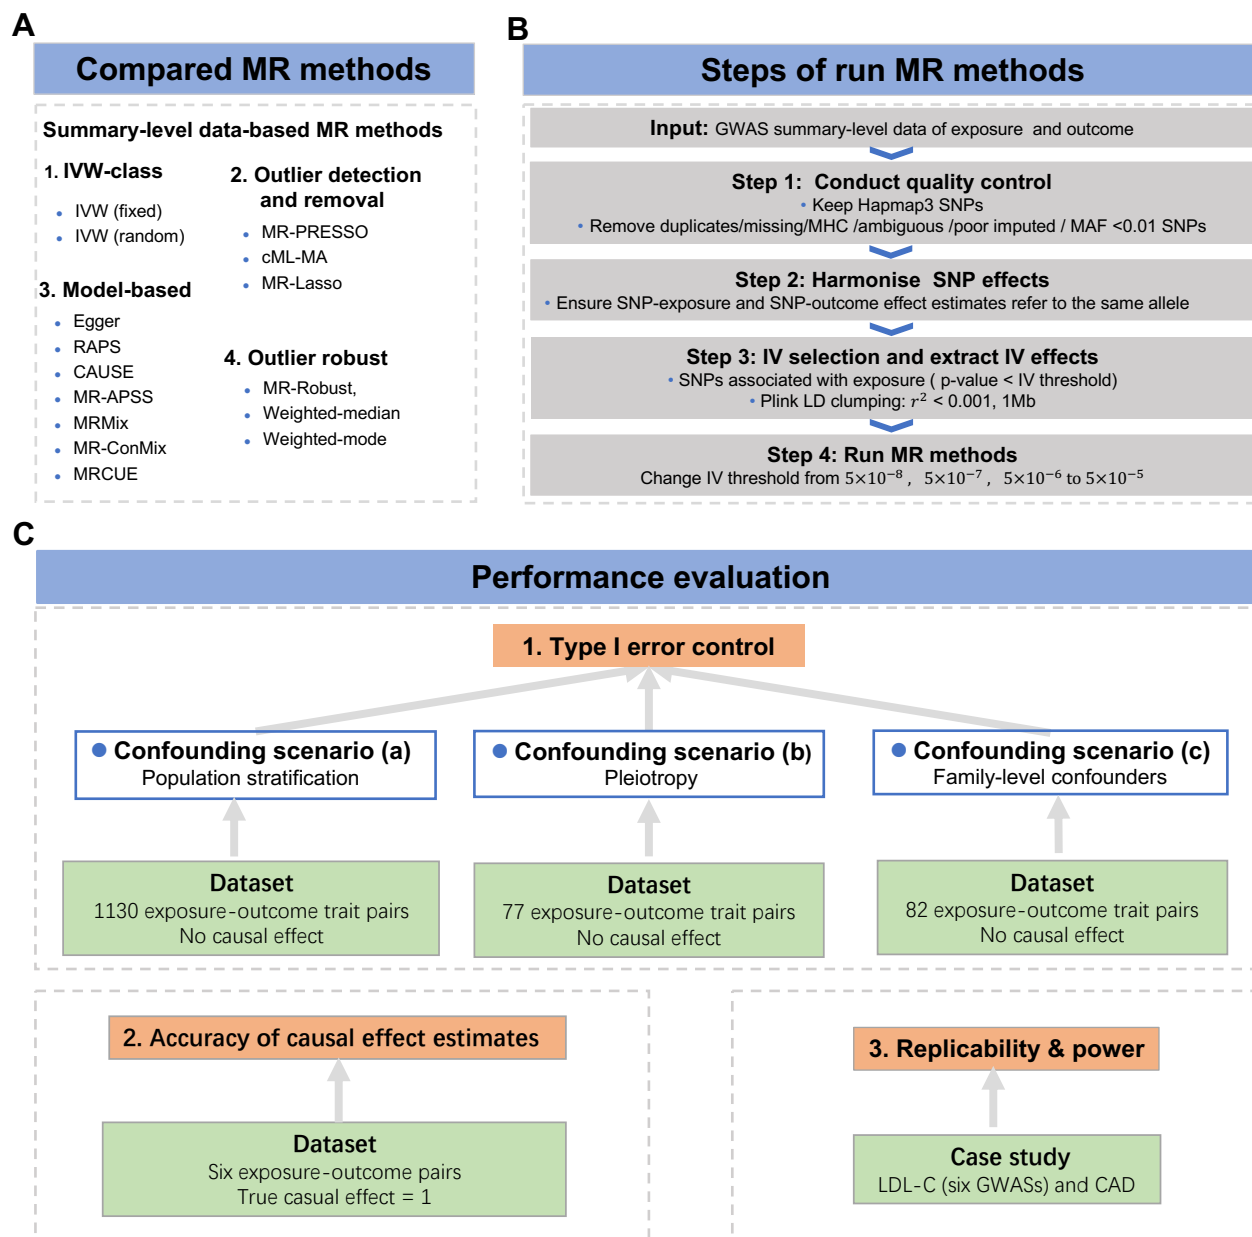 A
Compared MR methods
Summary-level data-based MR methods
1. IVW-class
• IVW (fixed)
• IVW (random)
2. Outlier detection
and removal
• MR-PRESSO
• cML-MA
• MR-Lasso
3. Model-based
• Egger
• RAPS
• CAUSE
• MR-APSS
• MRMix
• MR-ConMix
• MRCUE
4. Outlier robust
• MR-Robust,
• Weighted-median
• Weighted-mode
B
Steps of run MR methods
Input: GWAS summary-level data of exposure and outcome
Step 1: Conduct quality control
• Keep Hapmap3 SNPs
• Remove duplicates/missing/MHC /ambiguous /poor imputed / MAF <0.01 SNPs
Step 2: Harmonise SNP effects
• Ensure SNP-exposure and SNP-outcome effect estimates refer to the same allele
Step 3: IV selection and extract IV effects
• SNPs associated with exposure ( p-value < IV threshold)
• Plink LD clumping: r² < 0.001, 1Mb
Step 4: Run MR methods
Change IV threshold from 5×10⁻⁸ , 5×10⁻⁷ , 5×10⁻⁶ to 5×10⁻⁵
C
Performance evaluation
1. Type I error control
• Confounding scenario (a)
Population stratification
• Confounding scenario (b)
Pleiotropy
• Confounding scenario (c)
Family-level confounders
Dataset
1130 exposure-outcome trait pairs
No causal effect
Dataset
77 exposure-outcome trait pairs
No causal effect
Dataset
82 exposure-outcome trait pairs
No causal effect
2. Accuracy of causal effect estimates
Dataset
Six exposure-outcome pairs
True casual effect = 1
3. Replicability & power
Case study
LDL-C (six GWASs) and CAD